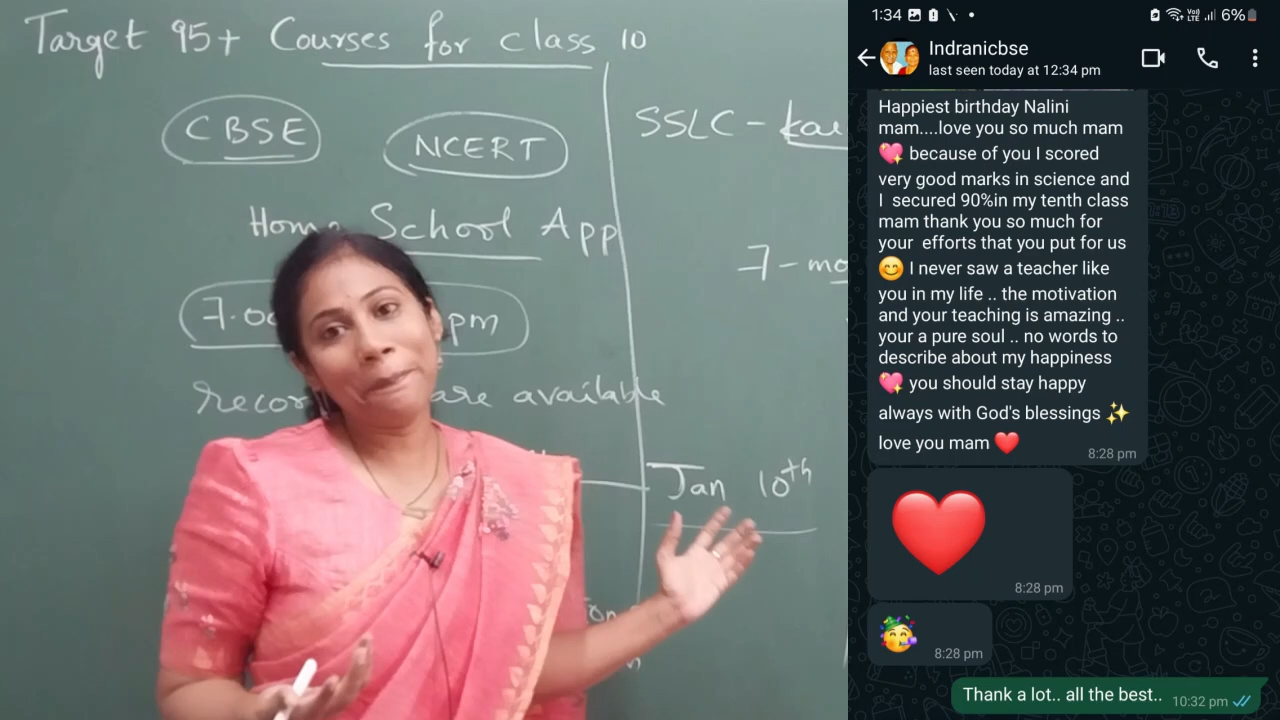 Target 95+ Courses for class 10
CBSE
NCERT
Home School App
7.00
pm
are available
SSLC -
7 -
Jan 10th
1:34
6%
Indranicbse
last seen today at 12:34 pm
Happiest birthday Nalini
mam....love you so much mam
💖 because of you I scored
very good marks in science and
I secured 90%in my tenth class
mam thank you so much for
your efforts that you put for us
😊 I never saw a teacher like
you in my life .. the motivation
and your teaching is amazing ..
your a pure soul .. no words to
describe about my happiness
💖 you should stay happy
always with God's blessings ✨
love you mam ❤️
8:28 pm
8:28 pm
8:28 pm
Thank a lot.. all the best..
10:32 pm